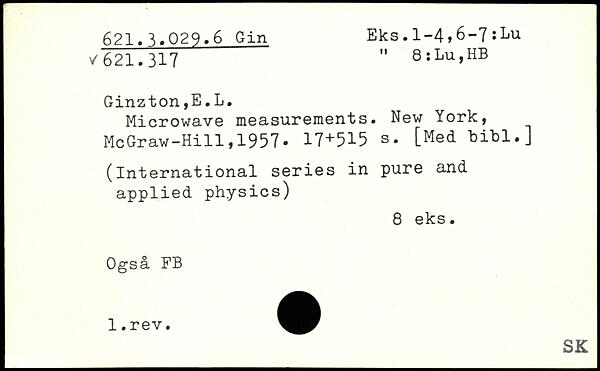 621.3.029.6 Gin
Eks.1-4,6-7:Lu
✓621.317
" 8:Lu,HB
Ginzton,E.L.
Microwave measurements. New York,
McGraw-Hill,1957. 17+515 s. [Med bibl.]
(International series in pure and
applied physics)
8 eks.
Også FB
1.rev.
SK